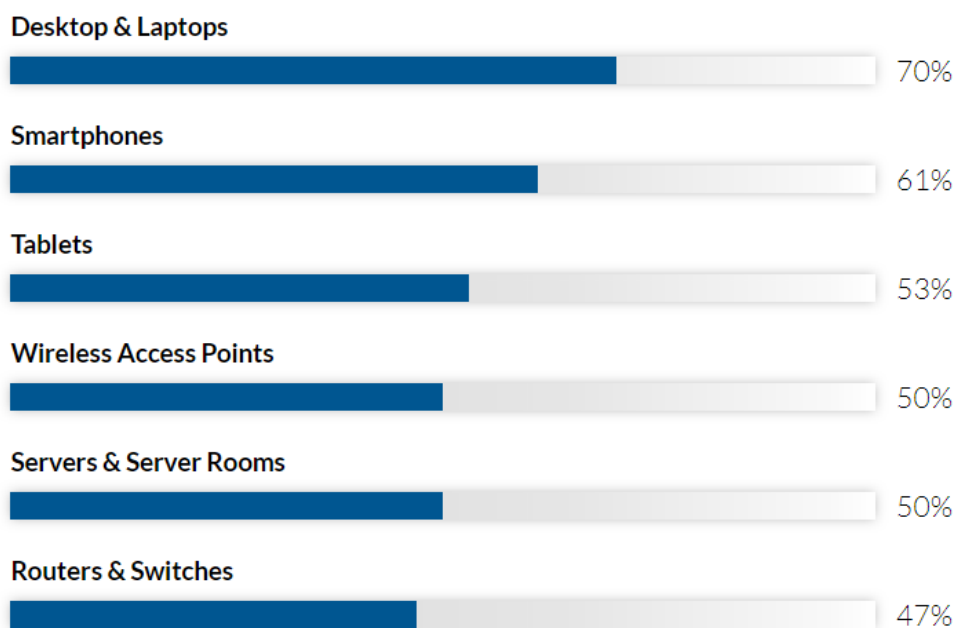 Desktop & Laptops
70%
Smartphones
61%
Tablets
53%
Wireless Access Points
50%
Servers & Server Rooms
50%
Routers & Switches
47%